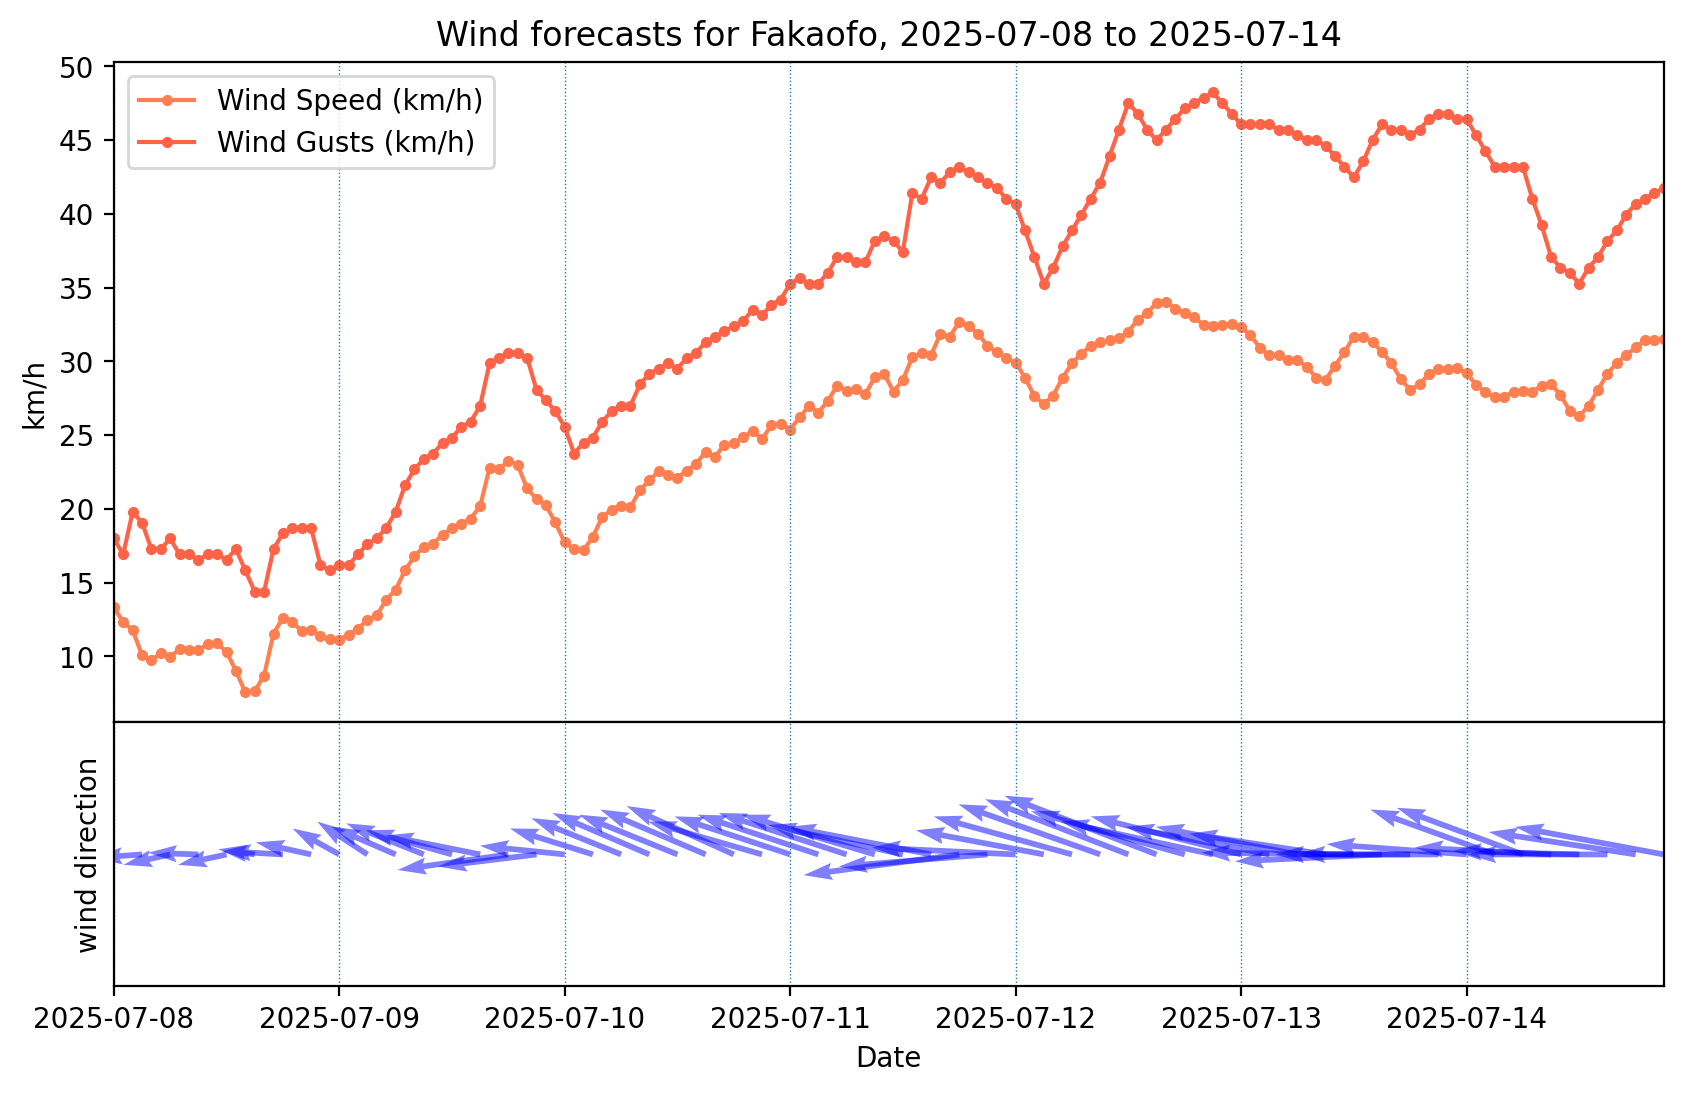 Wind forecasts for Fakaofo, 2025-07-08 to 2025-07-14
Wind Speed (km/h)
Wind Gusts (km/h)
50
45
40
35
30
25
20
15
10
km/h
wind direction
2025-07-08
2025-07-09
2025-07-10
2025-07-11
2025-07-12
2025-07-13
2025-07-14
Date